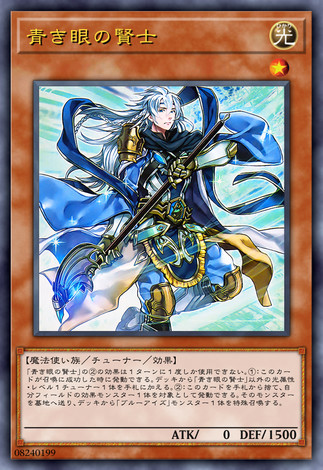 青き眼の賢士
光
【魔法使い族／チューナー／効果】
「青き眼の賢士」の②の効果は１ターンに１度しか使用できない。①：このカー
ドが召喚に成功した時に発動できる。デッキから「青き眼の賢士」以外の光属性
・レベル１チューナー１体を手札に加える。②：このカードを手札から捨て、自
分フィールドの効果モンスター１体を対象として発動できる。そのモンスター
を墓地へ送り、デッキから「ブルーアイズ」モンスター１体を特殊召喚する。
ATK/ 0 DEF/1500
08240199